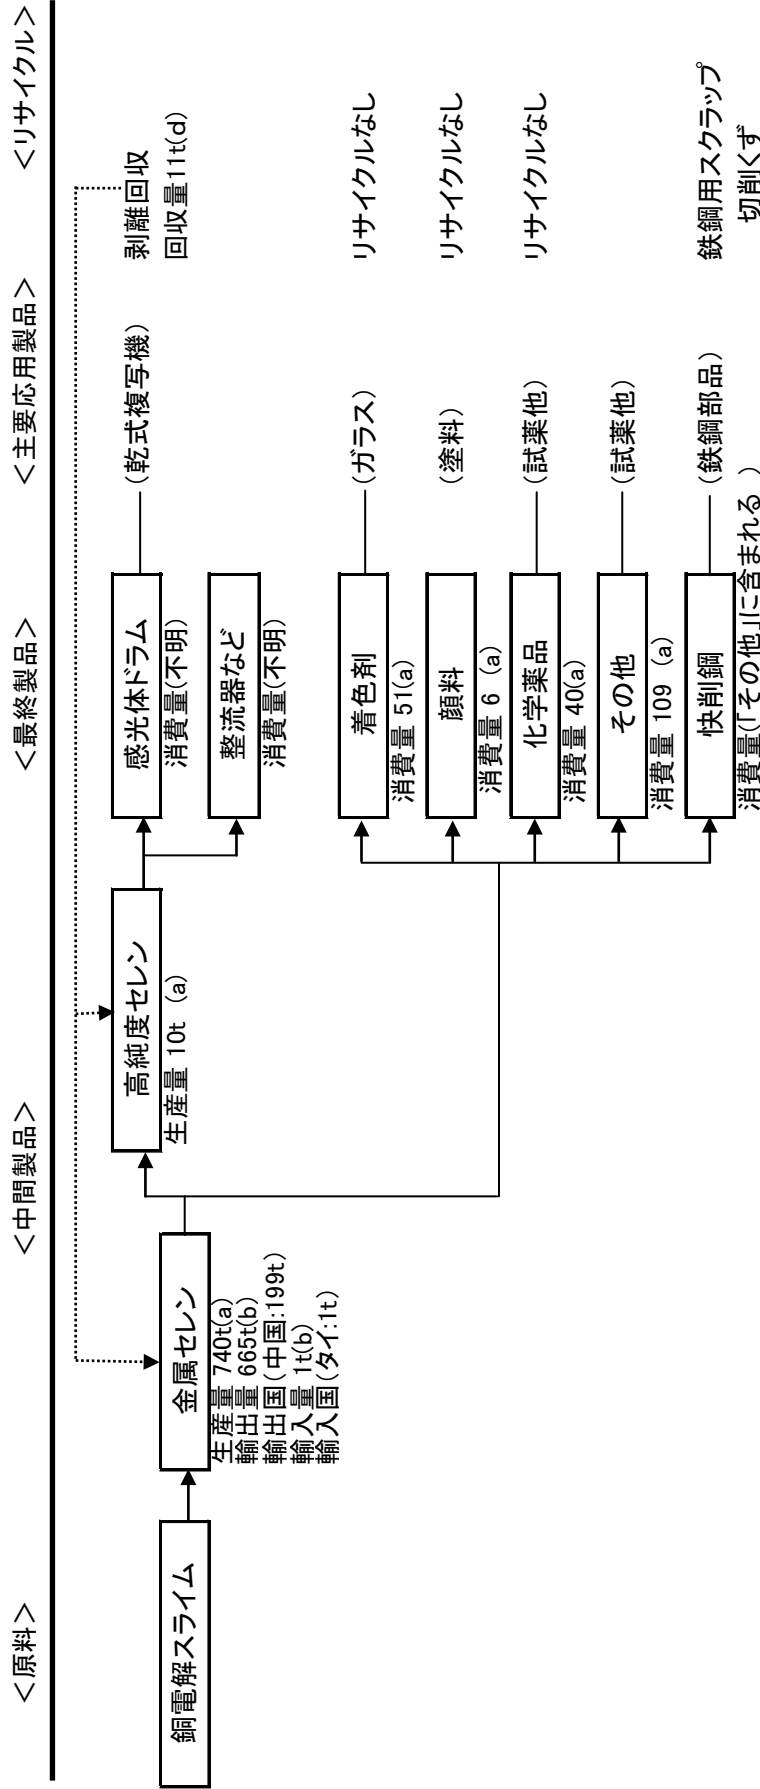 ＜原料＞
＜中間製品＞
＜最終製品＞
＜主要応用製品＞
＜リサイクル＞
銅電解スライム
金属セレン
生産量 740t(a)
輸出量 665t(b)
輸出国(中国:199t)
輸入量 1t(b)
輸入国(タイ:1t)
高純度セレン
生産量 10t (a)
感光体ドラム
消費量(不明)
(乾式複写機)
剥離回収
回収量11t(d)
整流器など
消費量(不明)
着色剤
消費量 51(a)
(ガラス)
リサイクルなし
顔料
消費量 6 (a)
(塗料)
リサイクルなし
化学薬品
消費量 40(a)
(試薬他)
リサイクルなし
その他
消費量 109 (a)
(試薬他)
快削鋼
消費量(「その他」に含まれる )
(鉄鋼部品)
鉄鋼用スクラップ
切削くず